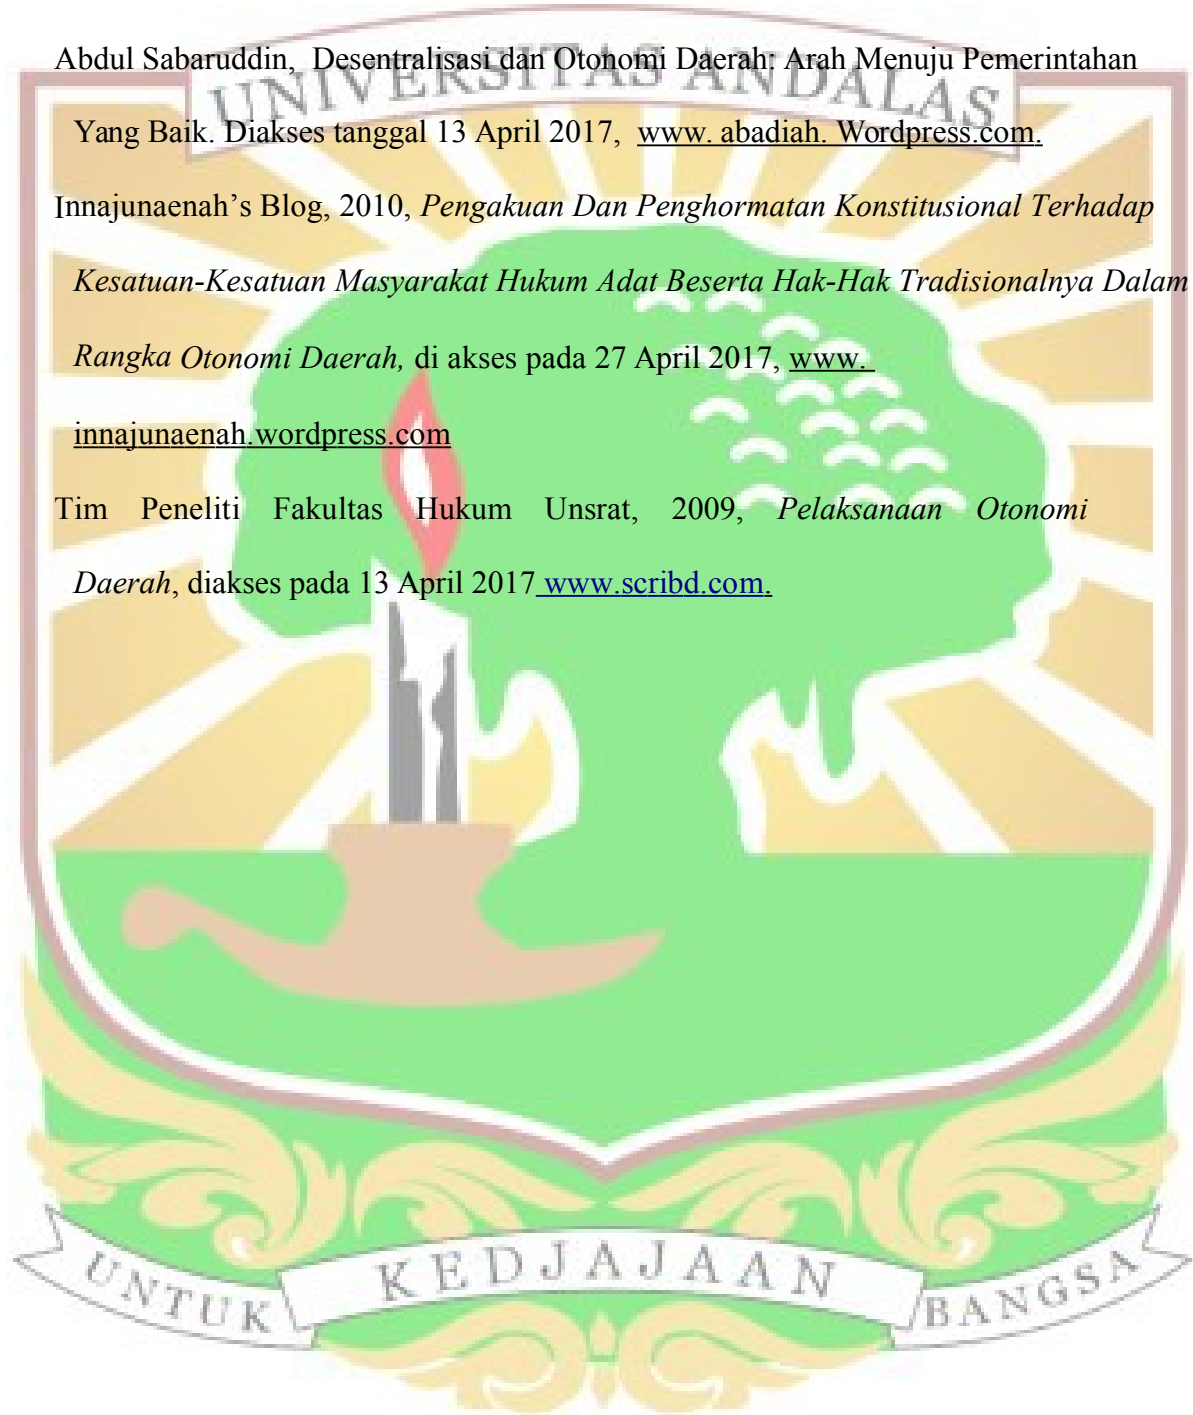 Abdul Sabaruddin, Desentralisasi dan Otonomi Daerah: Arah Menuju Pemerintahan
UNIVERSITAS ANDALAS
Yang Baik. Diakses tanggal 13 April 2017, www. abadiah. Wordpress.com.
Innajunaenah’s Blog, 2010, Pengakuan Dan Penghormatan Konstitusional Terhadap
Kesatuan-Kesatuan Masyarakat Hukum Adat Beserta Hak-Hak Tradisionalnya Dalam
Rangka Otonomi Daerah, di akses pada 27 April 2017, www.
innajunaenah.wordpress.com
Tim Peneliti Fakultas Hukum Unsrat, 2009, Pelaksanaan Otonomi
Daerah, diakses pada 13 April 2017 www.scribd.com.
UNTUK KEDJAJAAN BANGSA